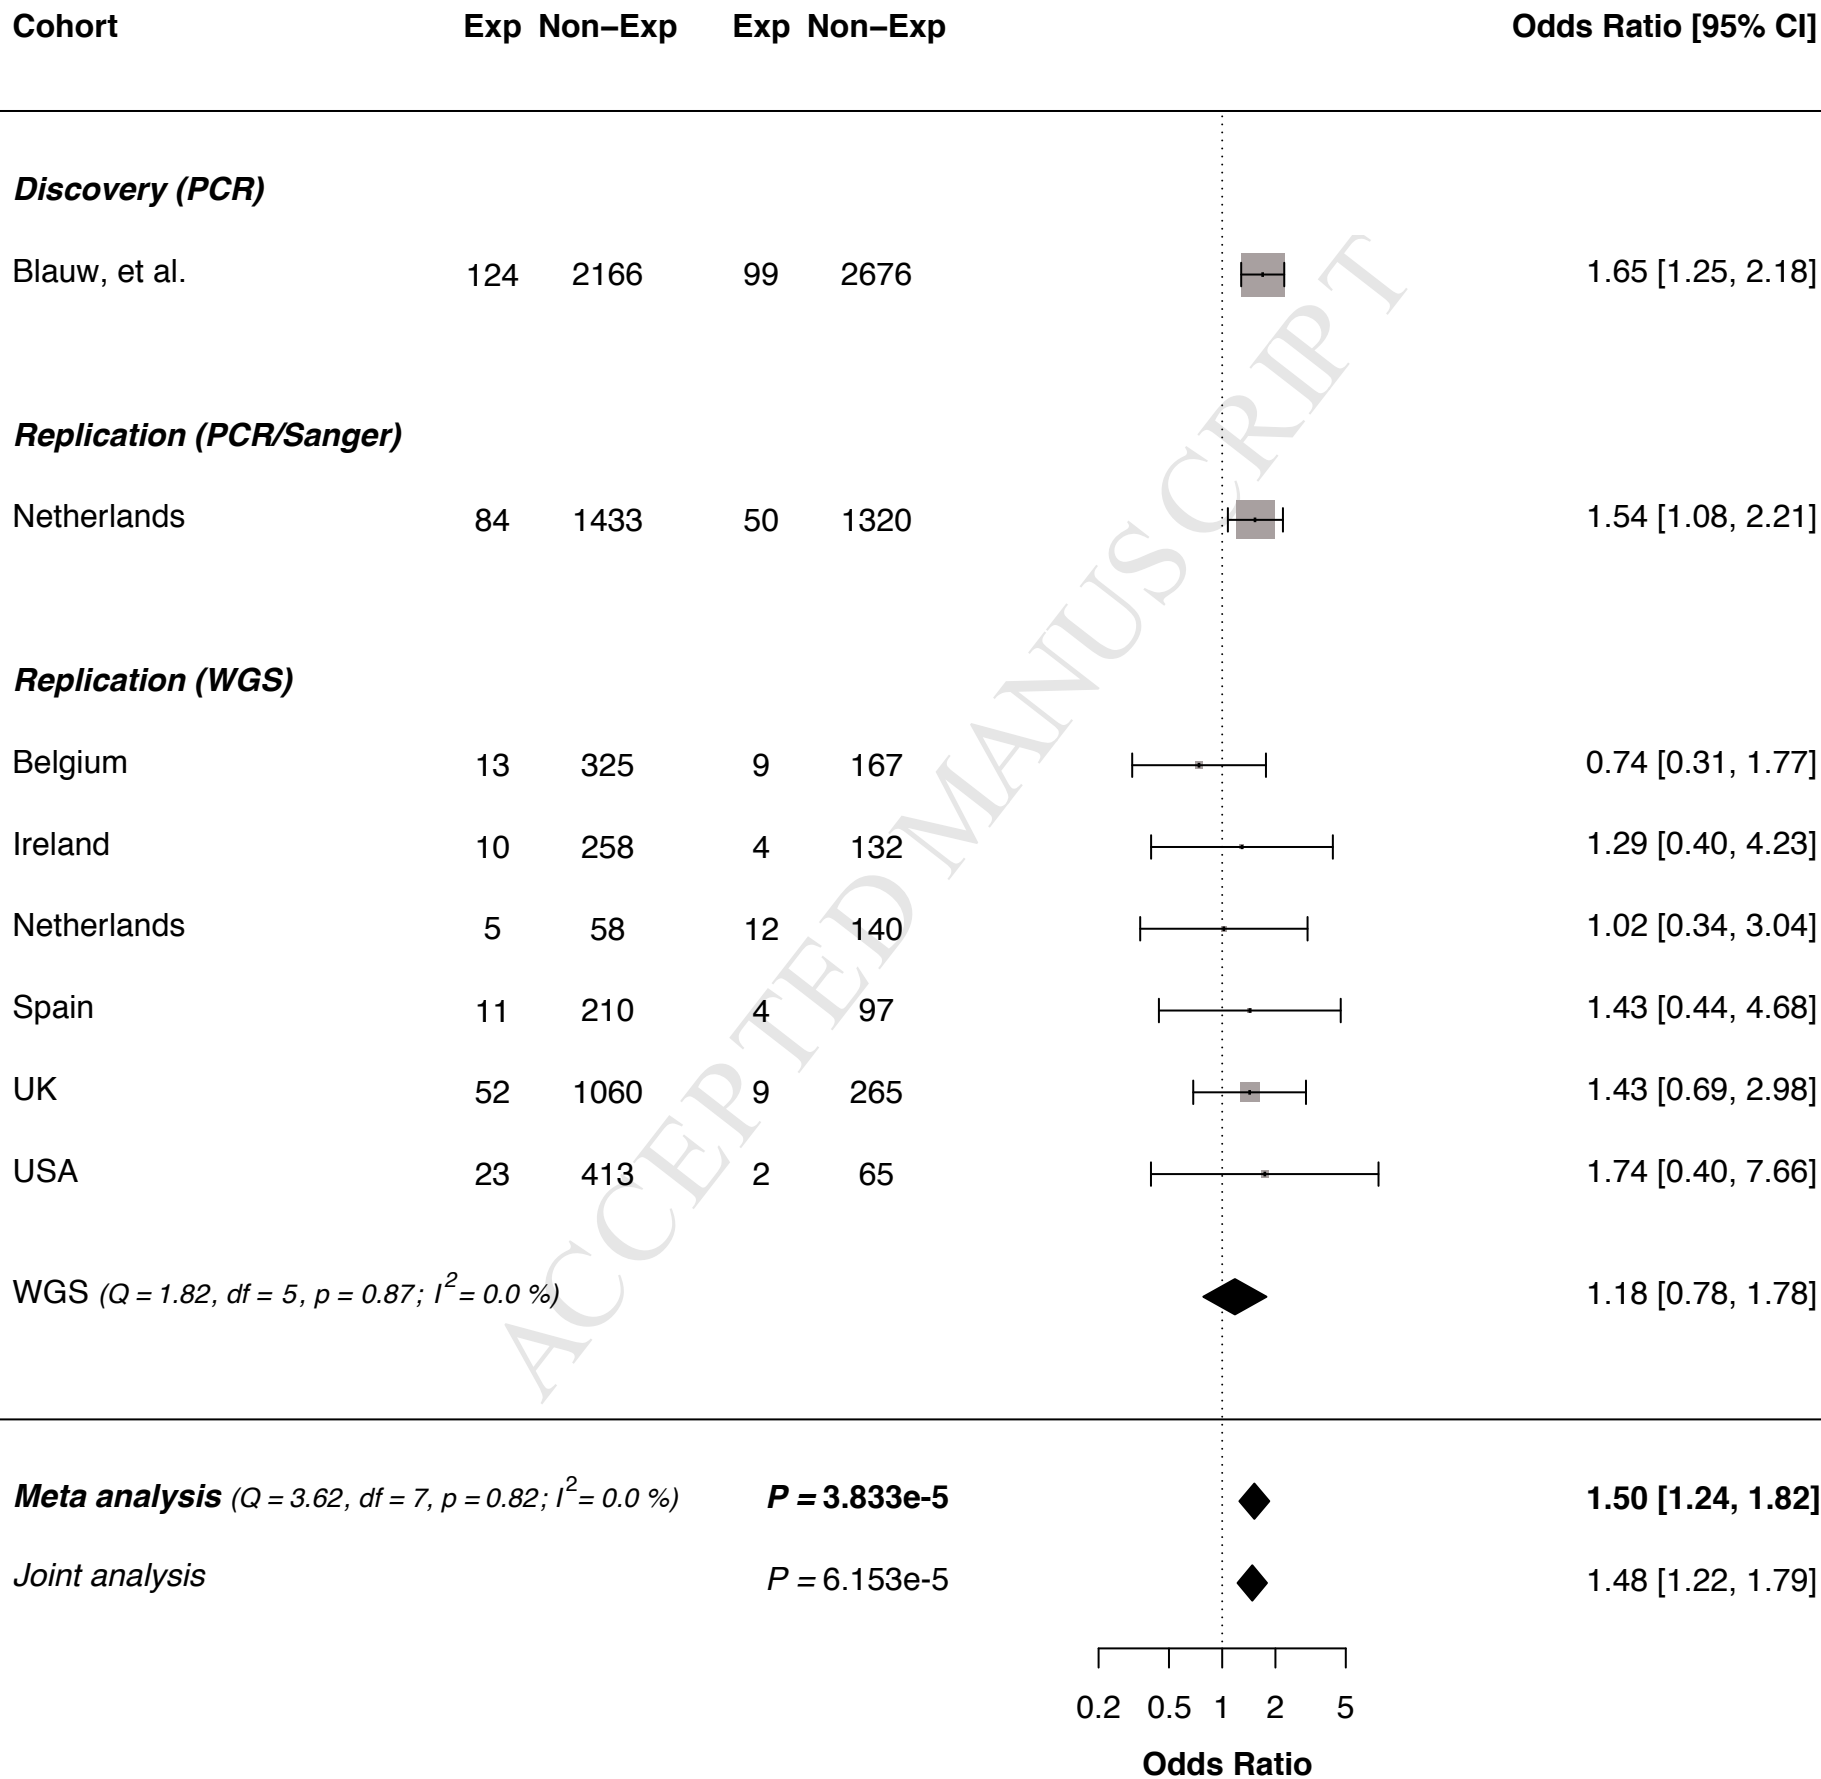 Cohort Exp Non−Exp Exp Non−Exp Odds Ratio [95% CI]
Discovery (PCR)
Blauw, et al. 124 2166 99 2676 1.65 [1.25, 2.18]
Replication (PCR/Sanger)
Netherlands 84 1433 50 1320 1.54 [1.08, 2.21]
Replication (WGS)
Belgium 13 325 9 167 0.74 [0.31, 1.77]
Ireland 10 258 4 132 1.29 [0.40, 4.23]
Netherlands 5 58 12 140 1.02 [0.34, 3.04]
Spain 11 210 4 97 1.43 [0.44, 4.68]
UK 52 1060 9 265 1.43 [0.69, 2.98]
USA 23 413 2 65 1.74 [0.40, 7.66]
WGS (Q = 1.82, df = 5, p = 0.87; I² = 0.0 %) 1.18 [0.78, 1.78]
Meta analysis (Q = 3.62, df = 7, p = 0.82; I² = 0.0 %) P = 3.833e-5 1.50 [1.24, 1.82]
Joint analysis P = 6.153e-5 1.48 [1.22, 1.79]
0.2 0.5 1 2 5
Odds Ratio
ACCEPTED MANUSCRIPT